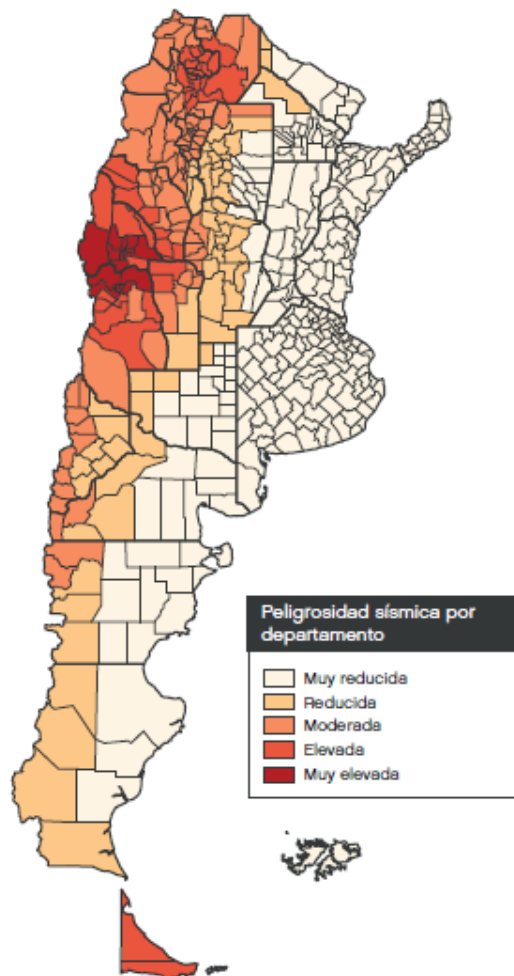 Peligrosidad sísmica por
departamento
Muy reducida
Reducida
Moderada
Elevada
Muy elevada